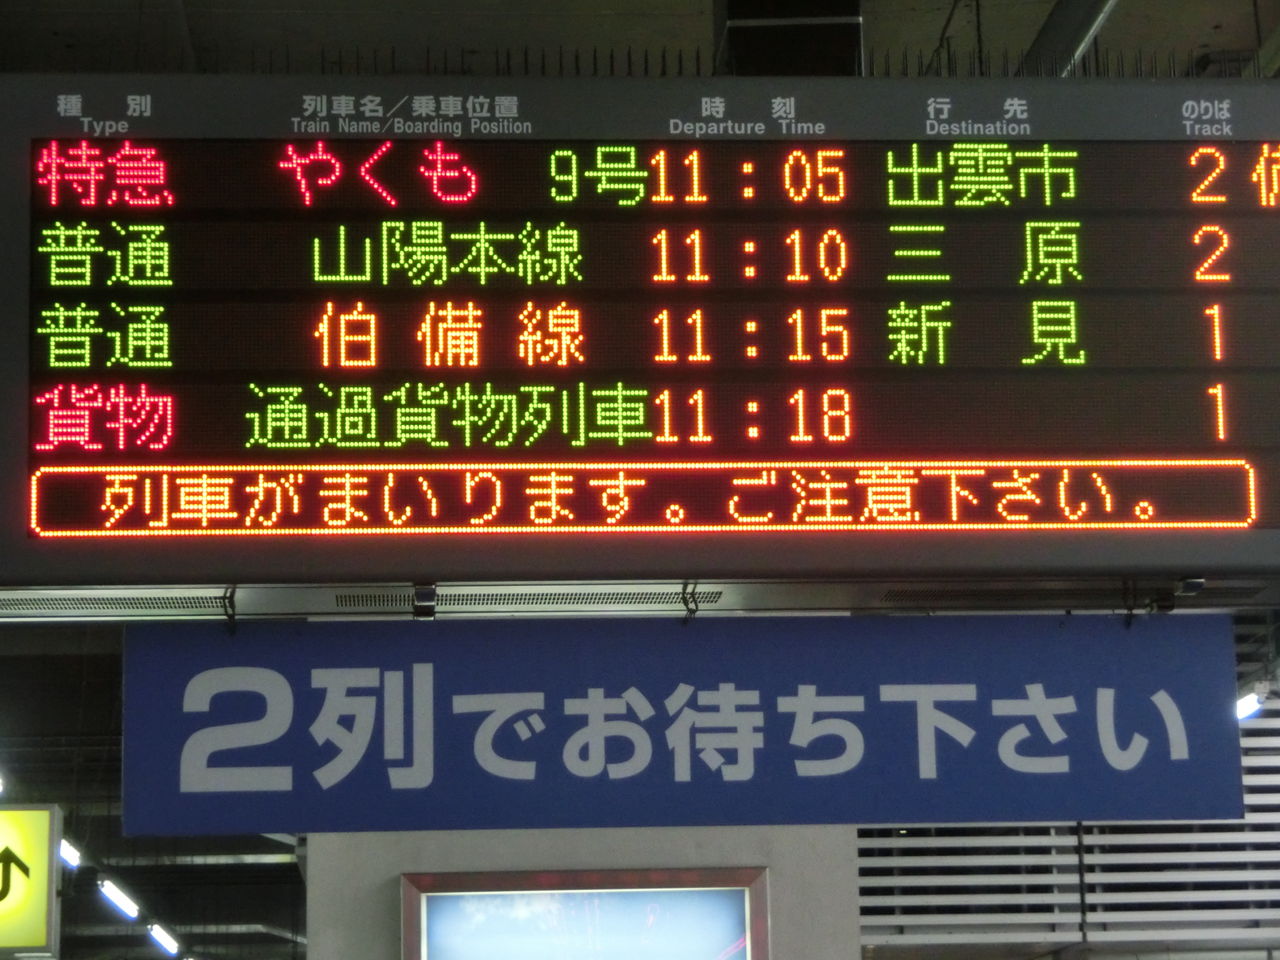 種別 列車名／乗車位置 時刻 行先 のりば
Type Train Name/Boarding Position Departure Time Destination Track
特急 やくも 9号 11:05 出雲市 2
普通 山陽本線 11:10 三原 2
普通 伯備線 11:15 新見 1
貨物 通過貨物列車 11:18 1
列車がまいります。ご注意下さい。
2列でお待ち下さい